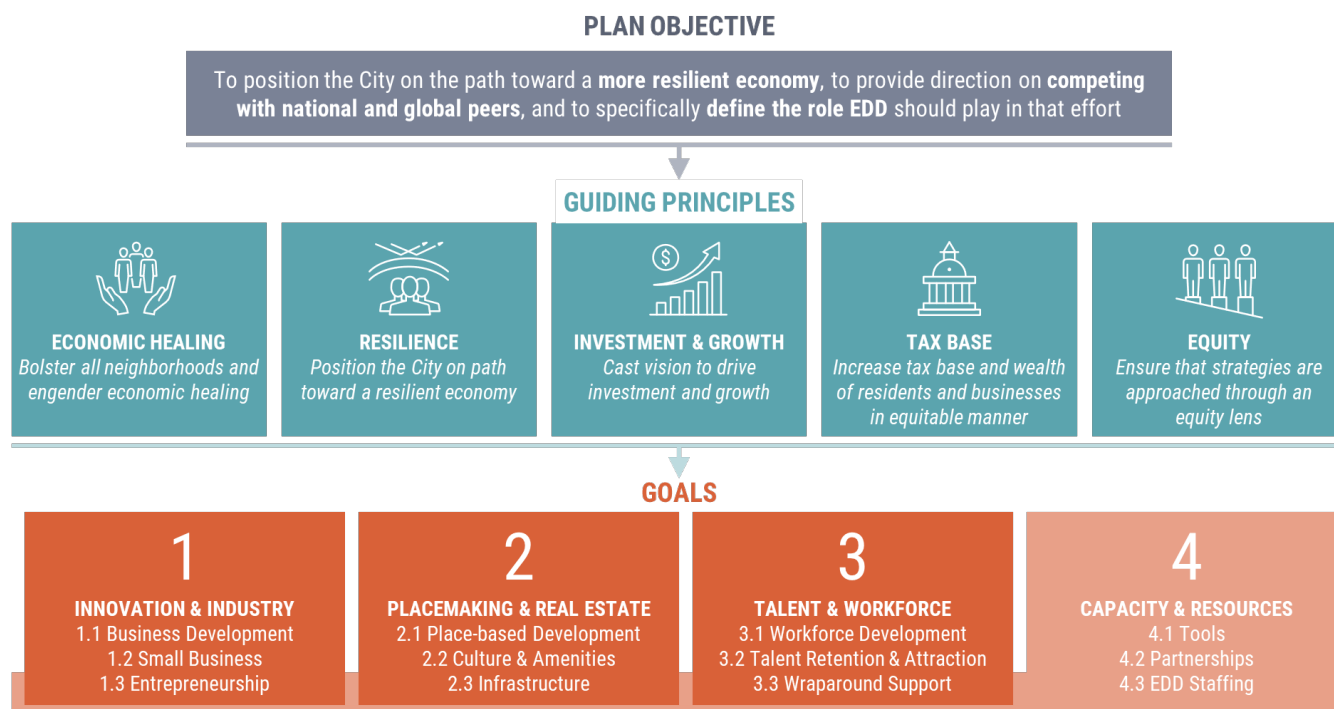 PLAN OBJECTIVE
To position the City on the path toward a more resilient economy, to provide direction on competing
with national and global peers, and to specifically define the role EDD should play in that effort
GUIDING PRINCIPLES
$
ECONOMIC HEALING
Bolster all neighborhoods and
engender economic healing
RESILIENCE
Position the City on path
toward a resilient economy
INVESTMENT & GROWTH
Cast vision to drive
investment and growth
TAX BASE
Increase tax base and wealth
of residents and businesses
in equitable manner
EQUITY
Ensure that strategies are
approached through an
equity lens
GOALS
1
INNOVATION & INDUSTRY
1.1 Business Development
1.2 Small Business
1.3 Entrepreneurship
2
PLACEMAKING & REAL ESTATE
2.1 Place-based Development
2.2 Culture & Amenities
2.3 Infrastructure
3
TALENT & WORKFORCE
3.1 Workforce Development
3.2 Talent Retention & Attraction
3.3 Wraparound Support
4
CAPACITY & RESOURCES
4.1 Tools
4.2 Partnerships
4.3 EDD Staffing